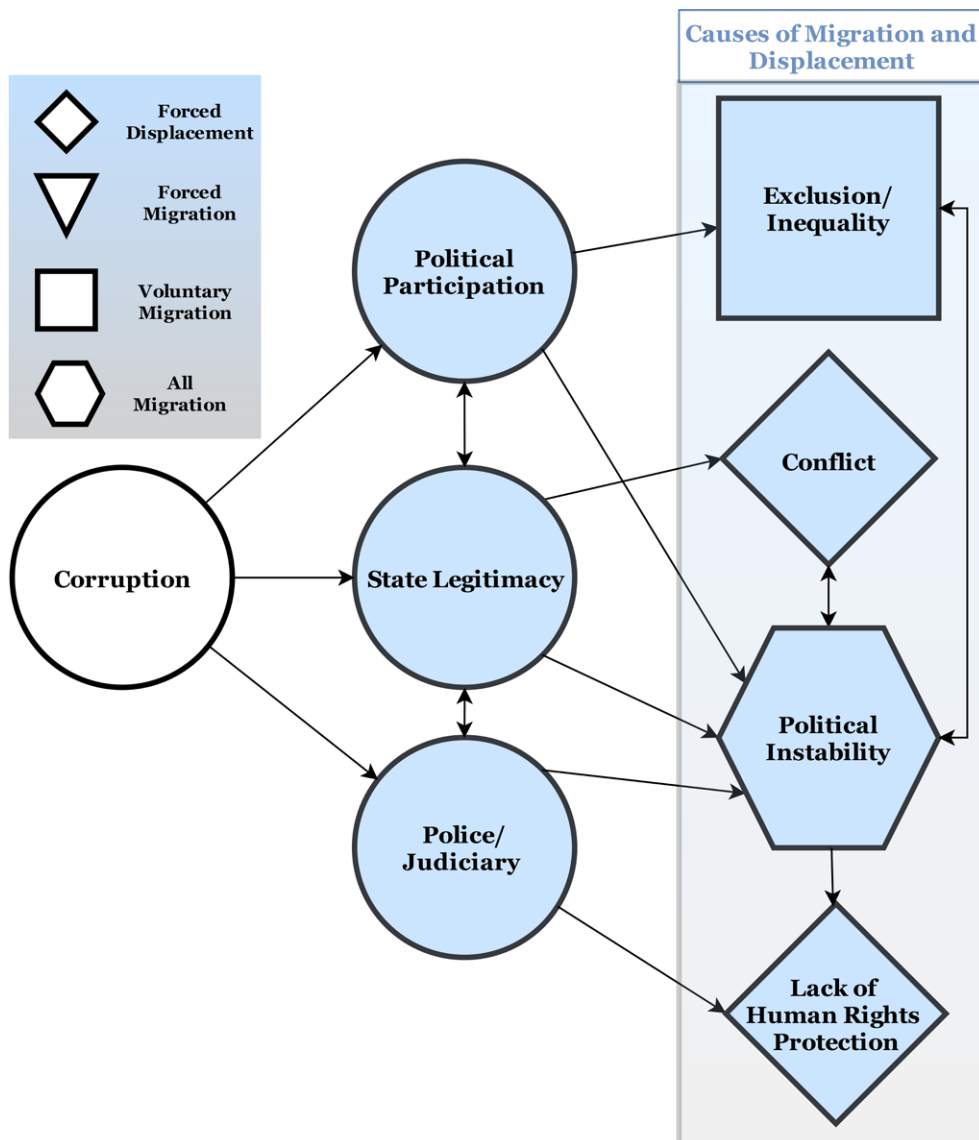 Causes of Migration and
Displacement
Forced
Displacement
Forced
Migration
Voluntary
Migration
All
Migration
Corruption
Political
Participation
State Legitimacy
Police/
Judiciary
Exclusion/
Inequality
Conflict
Political
Instability
Lack of
Human Rights
Protection